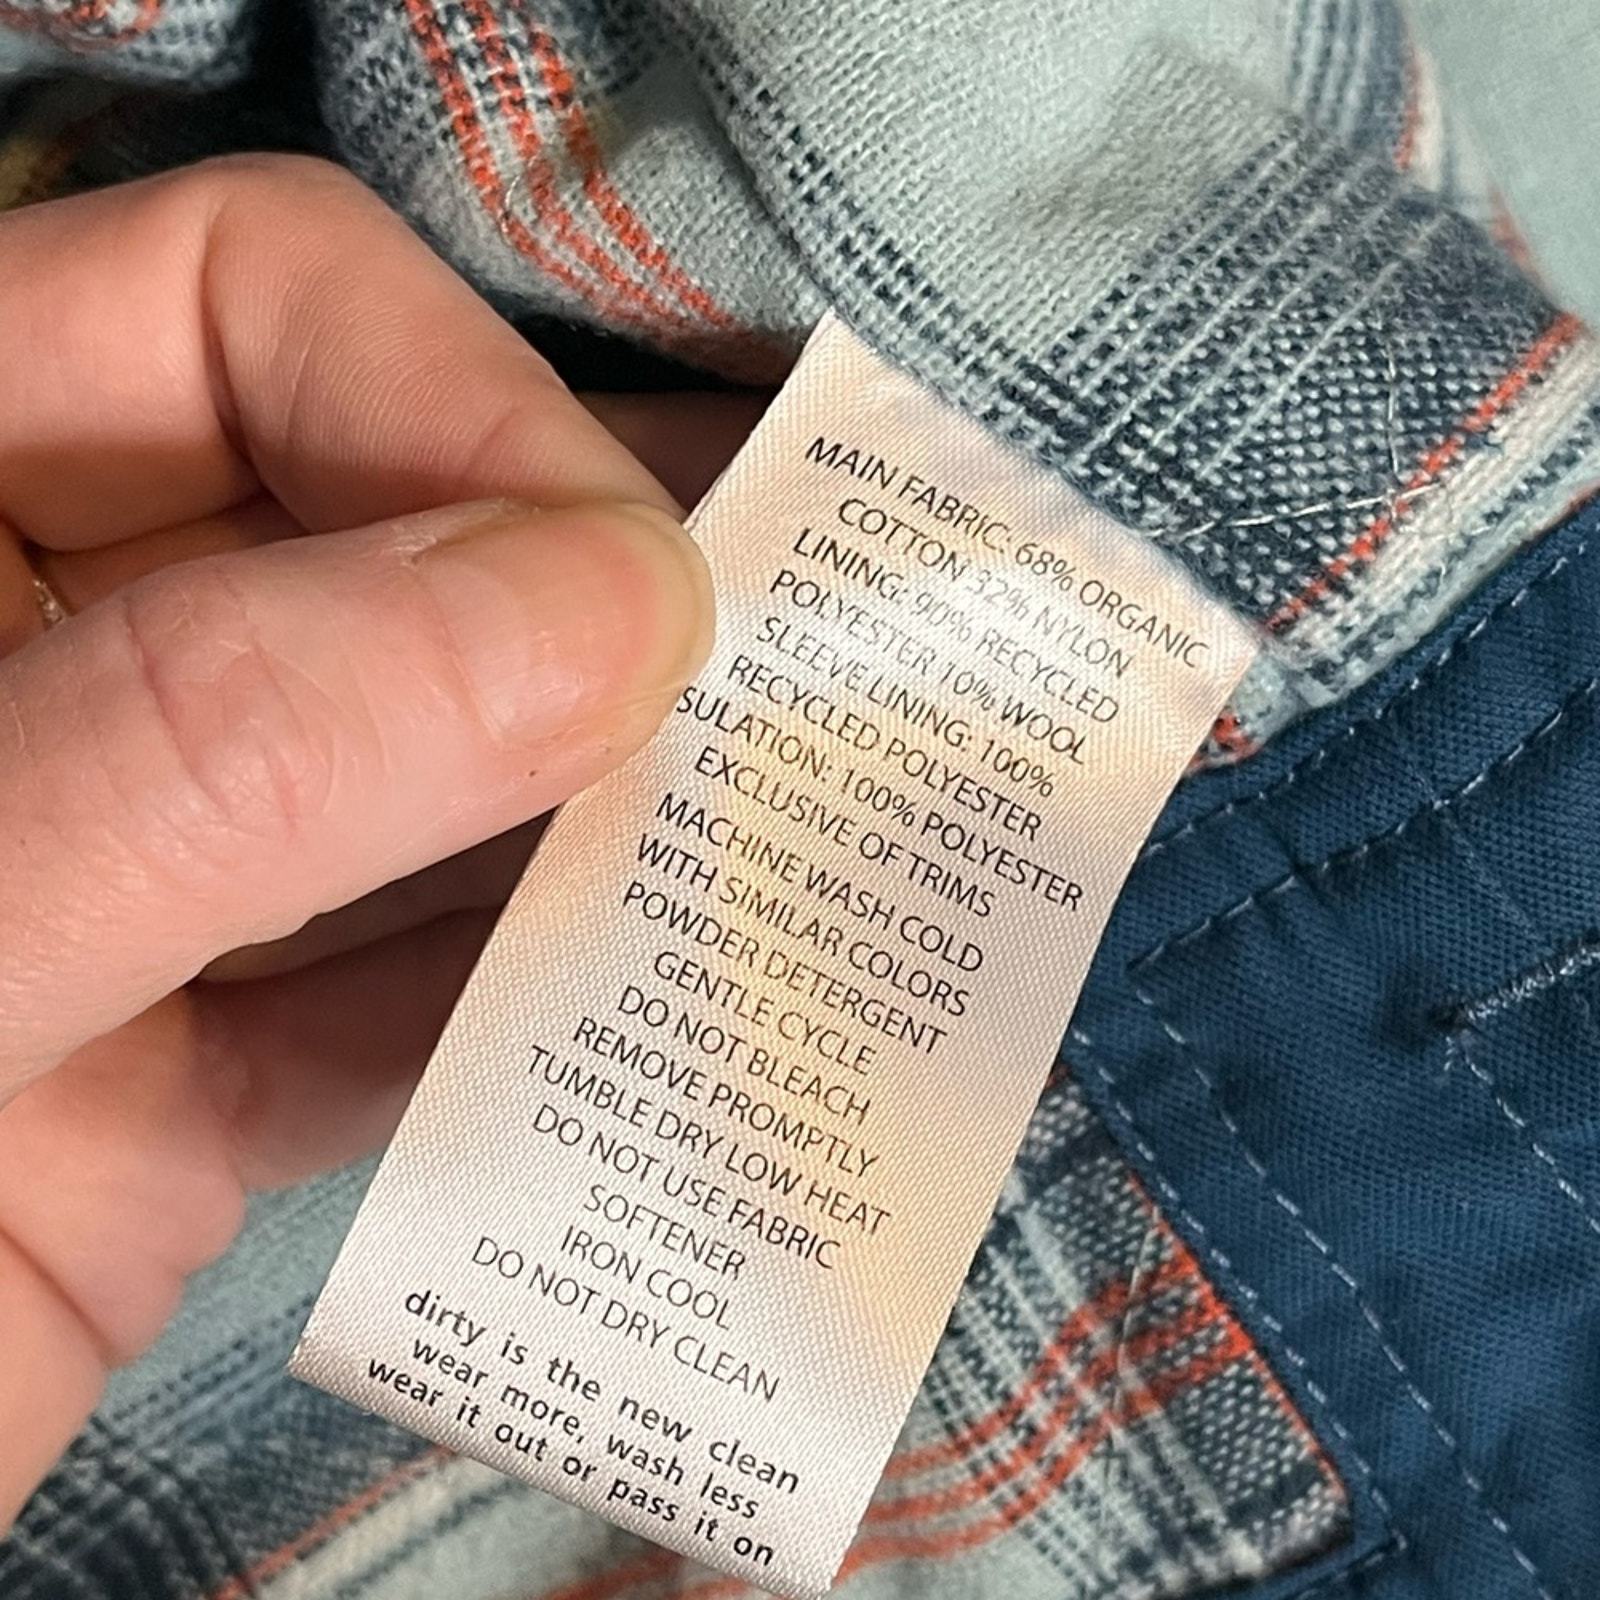 MAIN FABRIC: 68% ORGANIC
COTTON 32% NYLON
LINING: 90% RECYCLED
POLYESTER 10% WOOL
SLEEVE LINING: 100%
RECYCLED POLYESTER
SULATION: 100% POLYESTER
EXCLUSIVE OF TRIMS
MACHINE WASH COLD
WITH SIMILAR COLORS
POWDER DETERGENT
GENTLE CYCLE
DO NOT BLEACH
REMOVE PROMPTLY
TUMBLE DRY LOW HEAT
DO NOT USE FABRIC
SOFTENER
IRON COOL
DO NOT DRY CLEAN
dirty is the new clean
wear more, wash less
wear it out or pass it on